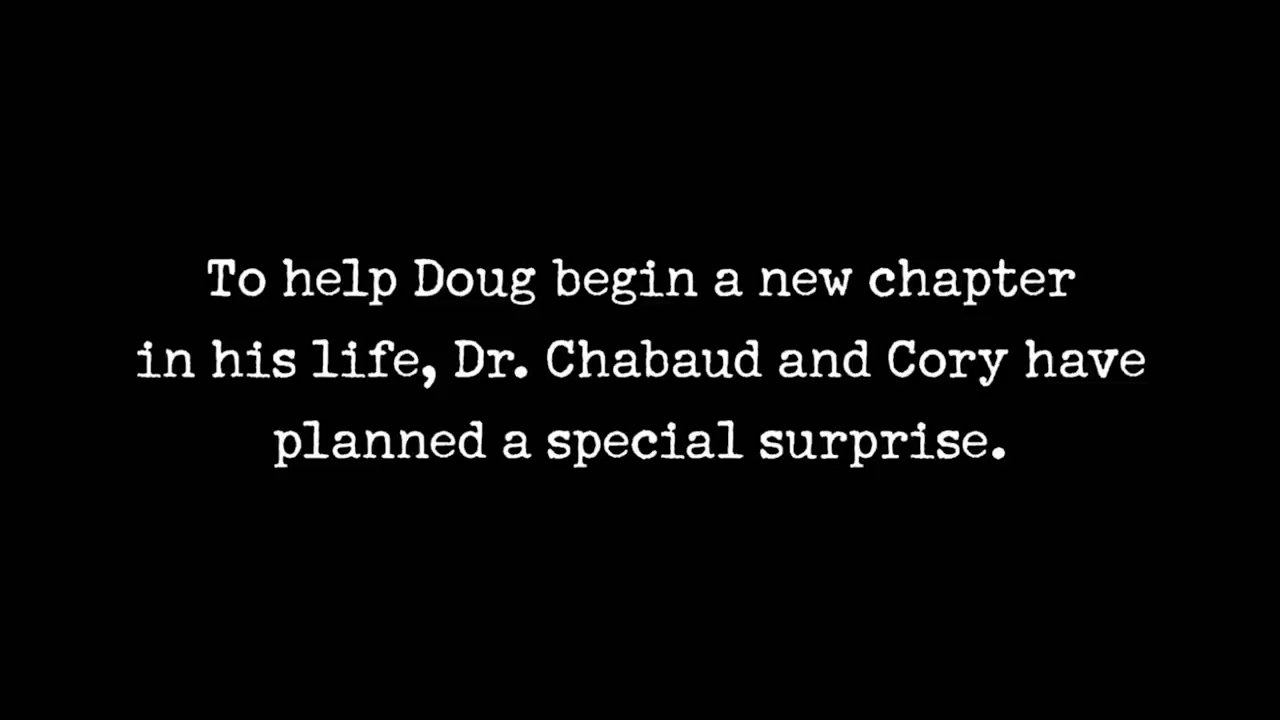 To help Doug begin a new chapter
in his life, Dr. Chabaud and Cory have
planned a special surprise.